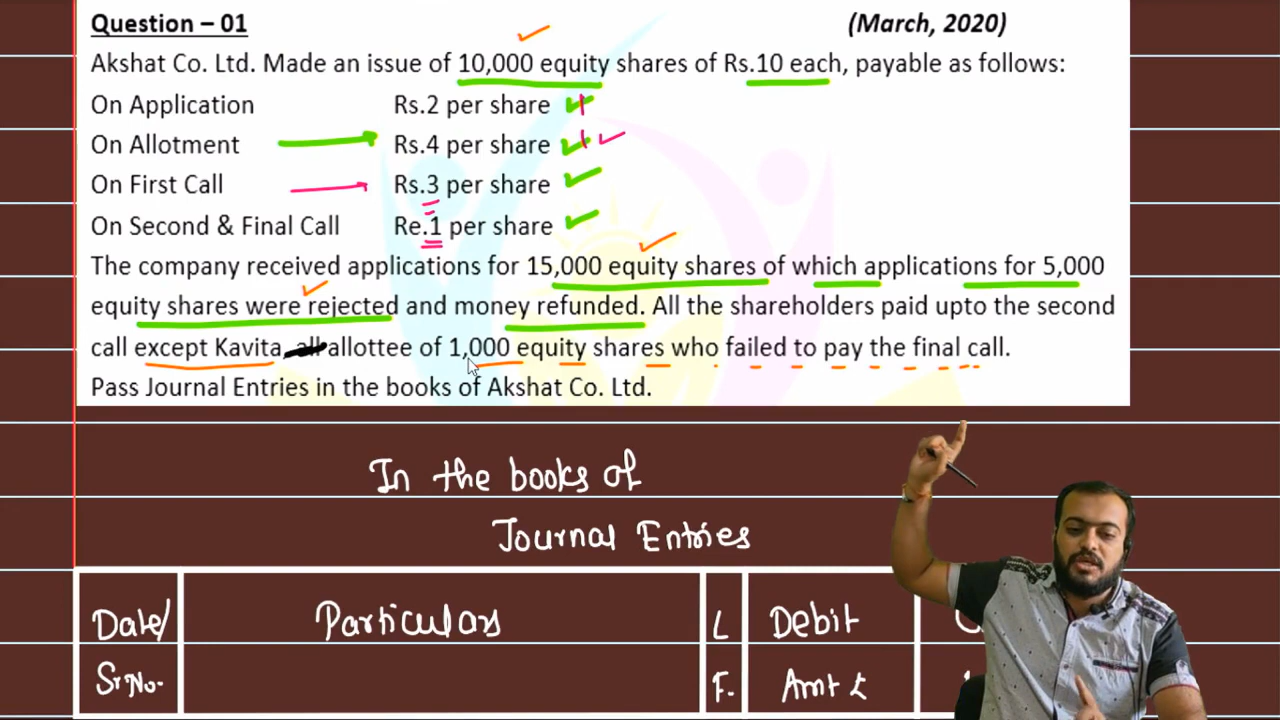 Question – 01 (March, 2020)
Akshat Co. Ltd. Made an issue of 10,000 equity shares of Rs.10 each, payable as follows:
On Application Rs.2 per share
On Allotment Rs.4 per share
On First Call Rs.3 per share
On Second & Final Call Re.1 per share
The company received applications for 15,000 equity shares of which applications for 5,000
equity shares were rejected and money refunded. All the shareholders paid upto the second
call except Kavita, allottee of 1,000 equity shares who failed to pay the final call.
Pass Journal Entries in the books of Akshat Co. Ltd.
In the books of
Journal Entries
Date/ Particulars L Debit
Sr No. F. Amt ₹